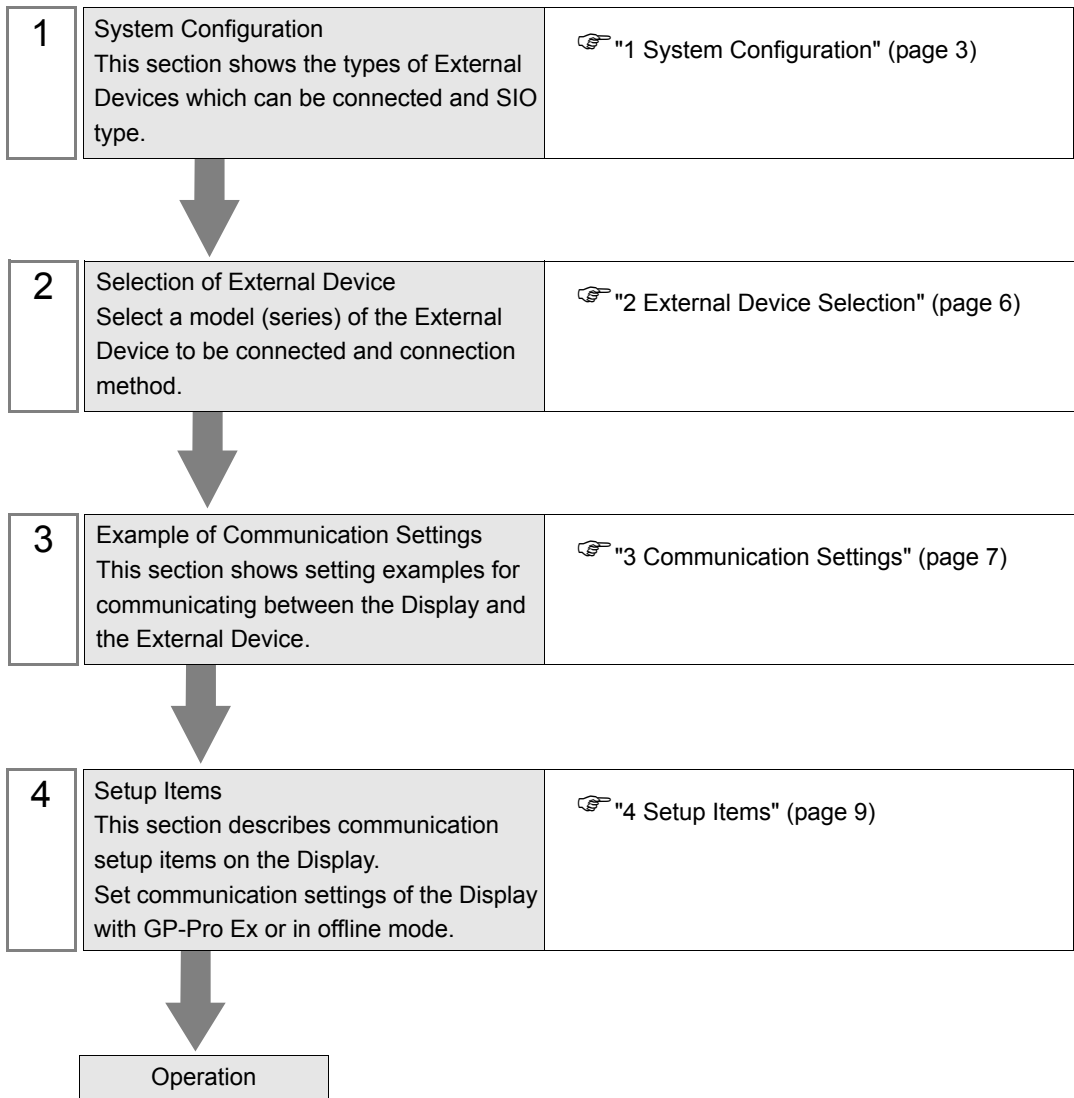 1
System Configuration
This section shows the types of External
Devices which can be connected and SIO
type.
"1 System Configuration" (page 3)
2
Selection of External Device
Select a model (series) of the External
Device to be connected and connection
method.
"2 External Device Selection" (page 6)
3
Example of Communication Settings
This section shows setting examples for
communicating between the Display and
the External Device.
"3 Communication Settings" (page 7)
4
Setup Items
This section describes communication
setup items on the Display.
Set communication settings of the Display
with GP-Pro Ex or in offline mode.
"4 Setup Items" (page 9)
Operation